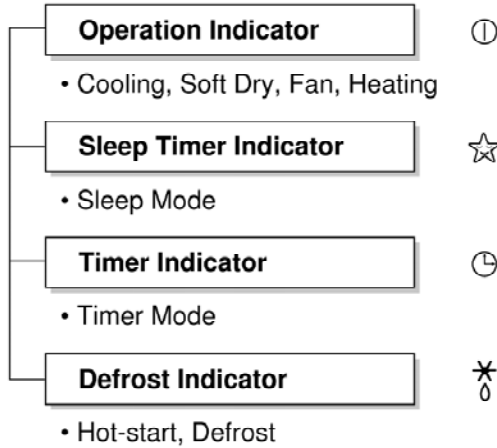 Operation Indicator
• Cooling, Soft Dry, Fan, Heating
Sleep Timer Indicator
• Sleep Mode
Timer Indicator
• Timer Mode
Defrost Indicator
• Hot-start, Defrost